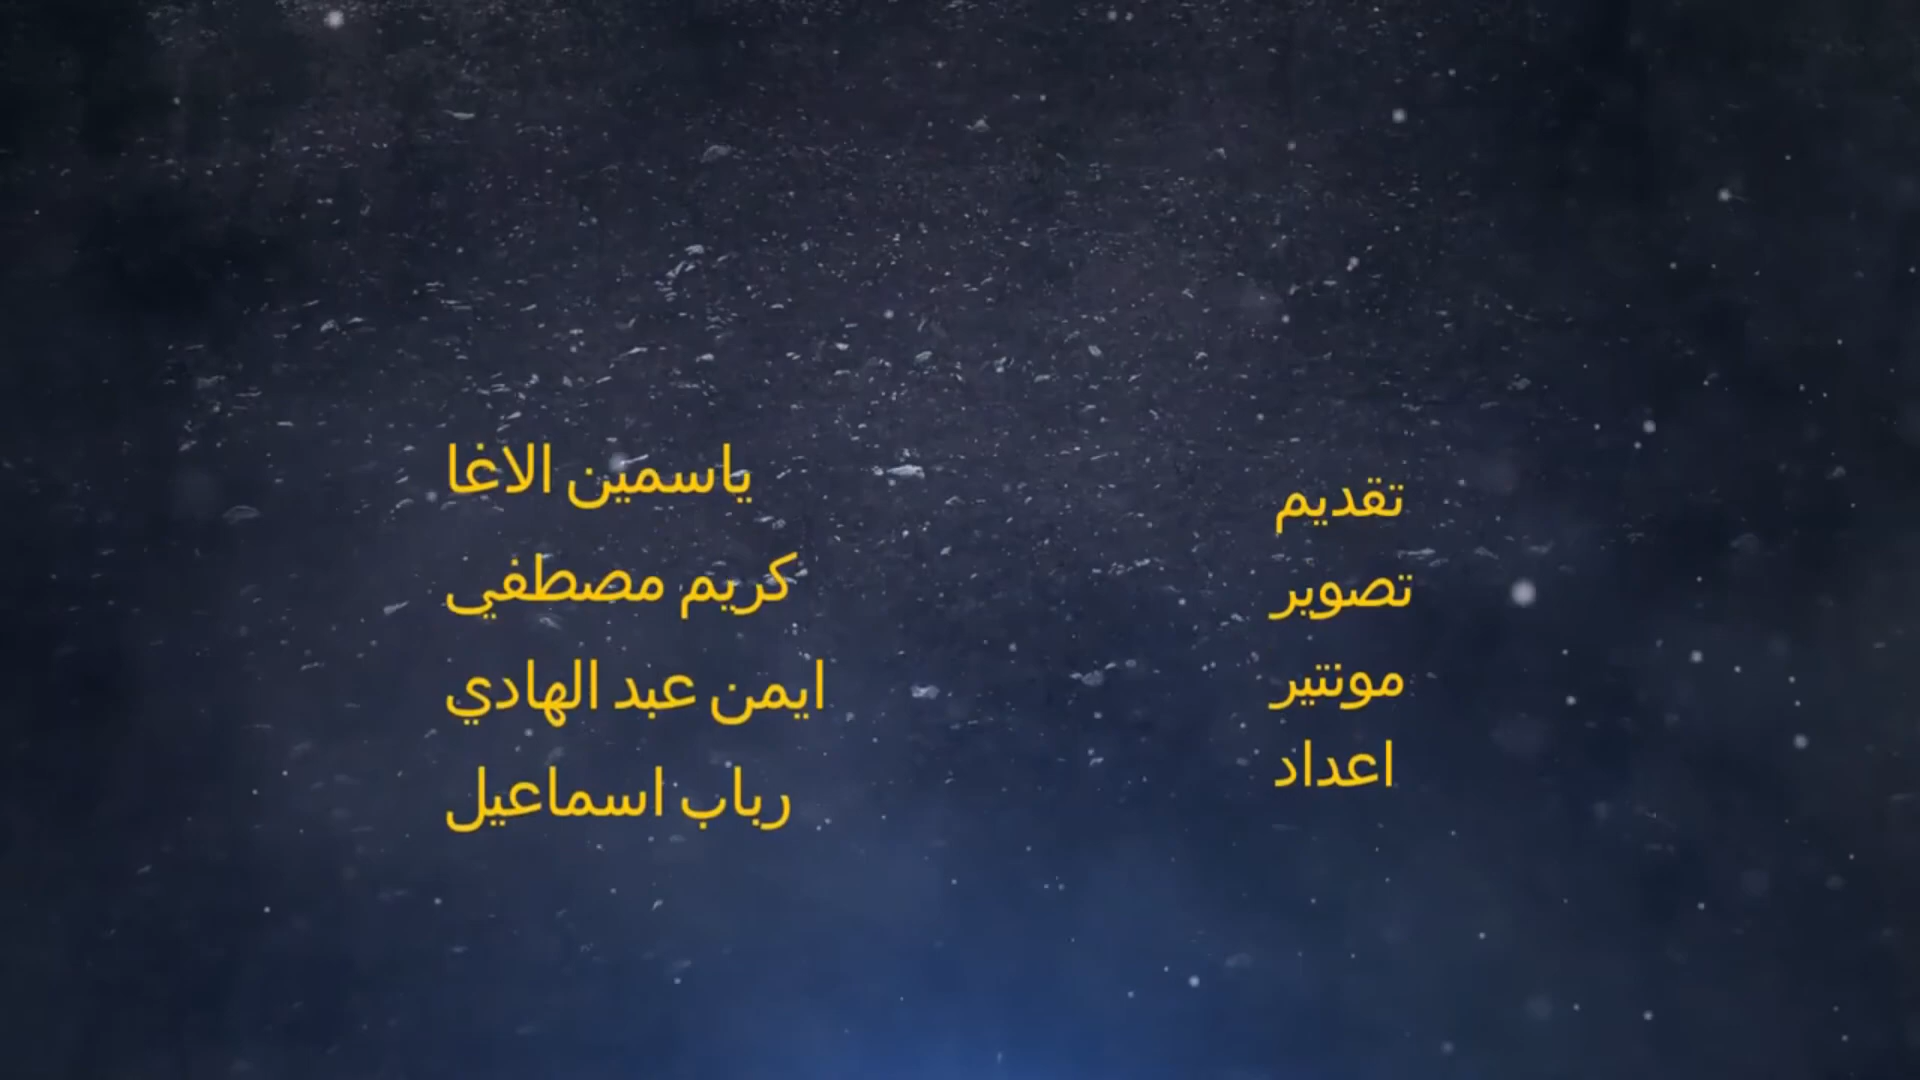 تقديم
ياسمين الاغا
تصوير
كريم مصطفي
مونتير
ايمن عبد الهادي
اعداد
رباب اسماعيل